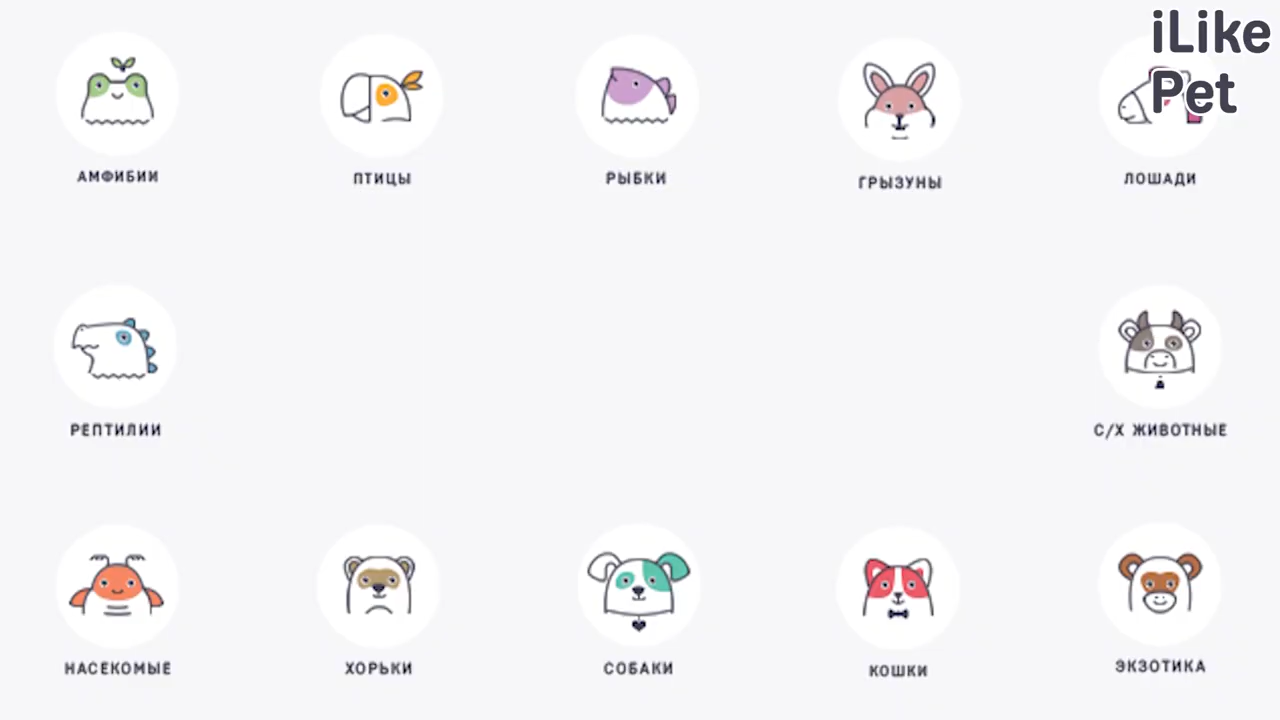 iLike
Pet
АМФИБИИ
ПТИЦЫ
РЫБКИ
ГРЫЗУНЫ
ЛОШАДИ
РЕПТИЛИИ
С/Х ЖИВОТНЫЕ
НАСЕКОМЫЕ
ХОРЬКИ
СОБАКИ
КОШКИ
ЭКЗОТИКА